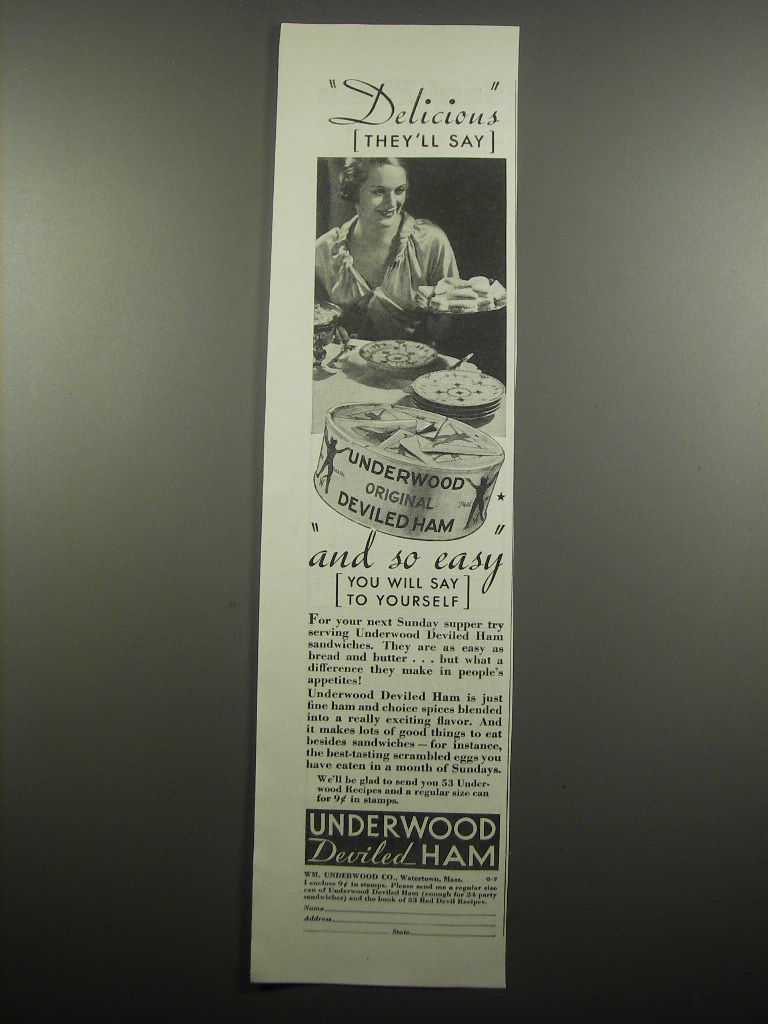 "Delicious"
[THEY'LL SAY]
UNDERWOOD
ORIGINAL
DEVILED HAM
"and so easy"
[YOU WILL SAY
TO YOURSELF]
For your next Sunday supper try
serving Underwood Deviled Ham
sandwiches. They are as easy as
bread and butter . . . but what a
difference they make in people's
appetites!
Underwood Deviled Ham is just
fine ham and choice spices blended
into a really exciting flavor. And
it makes lots of good things to eat
besides sandwiches — for instance,
the best-tasting scrambled eggs you
have eaten in a month of Sundays.
We'll be glad to send you 53 Under-
wood Recipes and a regular size can
for 9¢ in stamps.
UNDERWOOD
Deviled HAM
WM. UNDERWOOD CO., Watertown, Mass. 6-7
I enclose 9¢ in stamps. Please send me a regular size
can of Underwood Deviled Ham (enough for 24 party
sandwiches) and the book of 53 Red Devil Recipes.
Name
Address
State